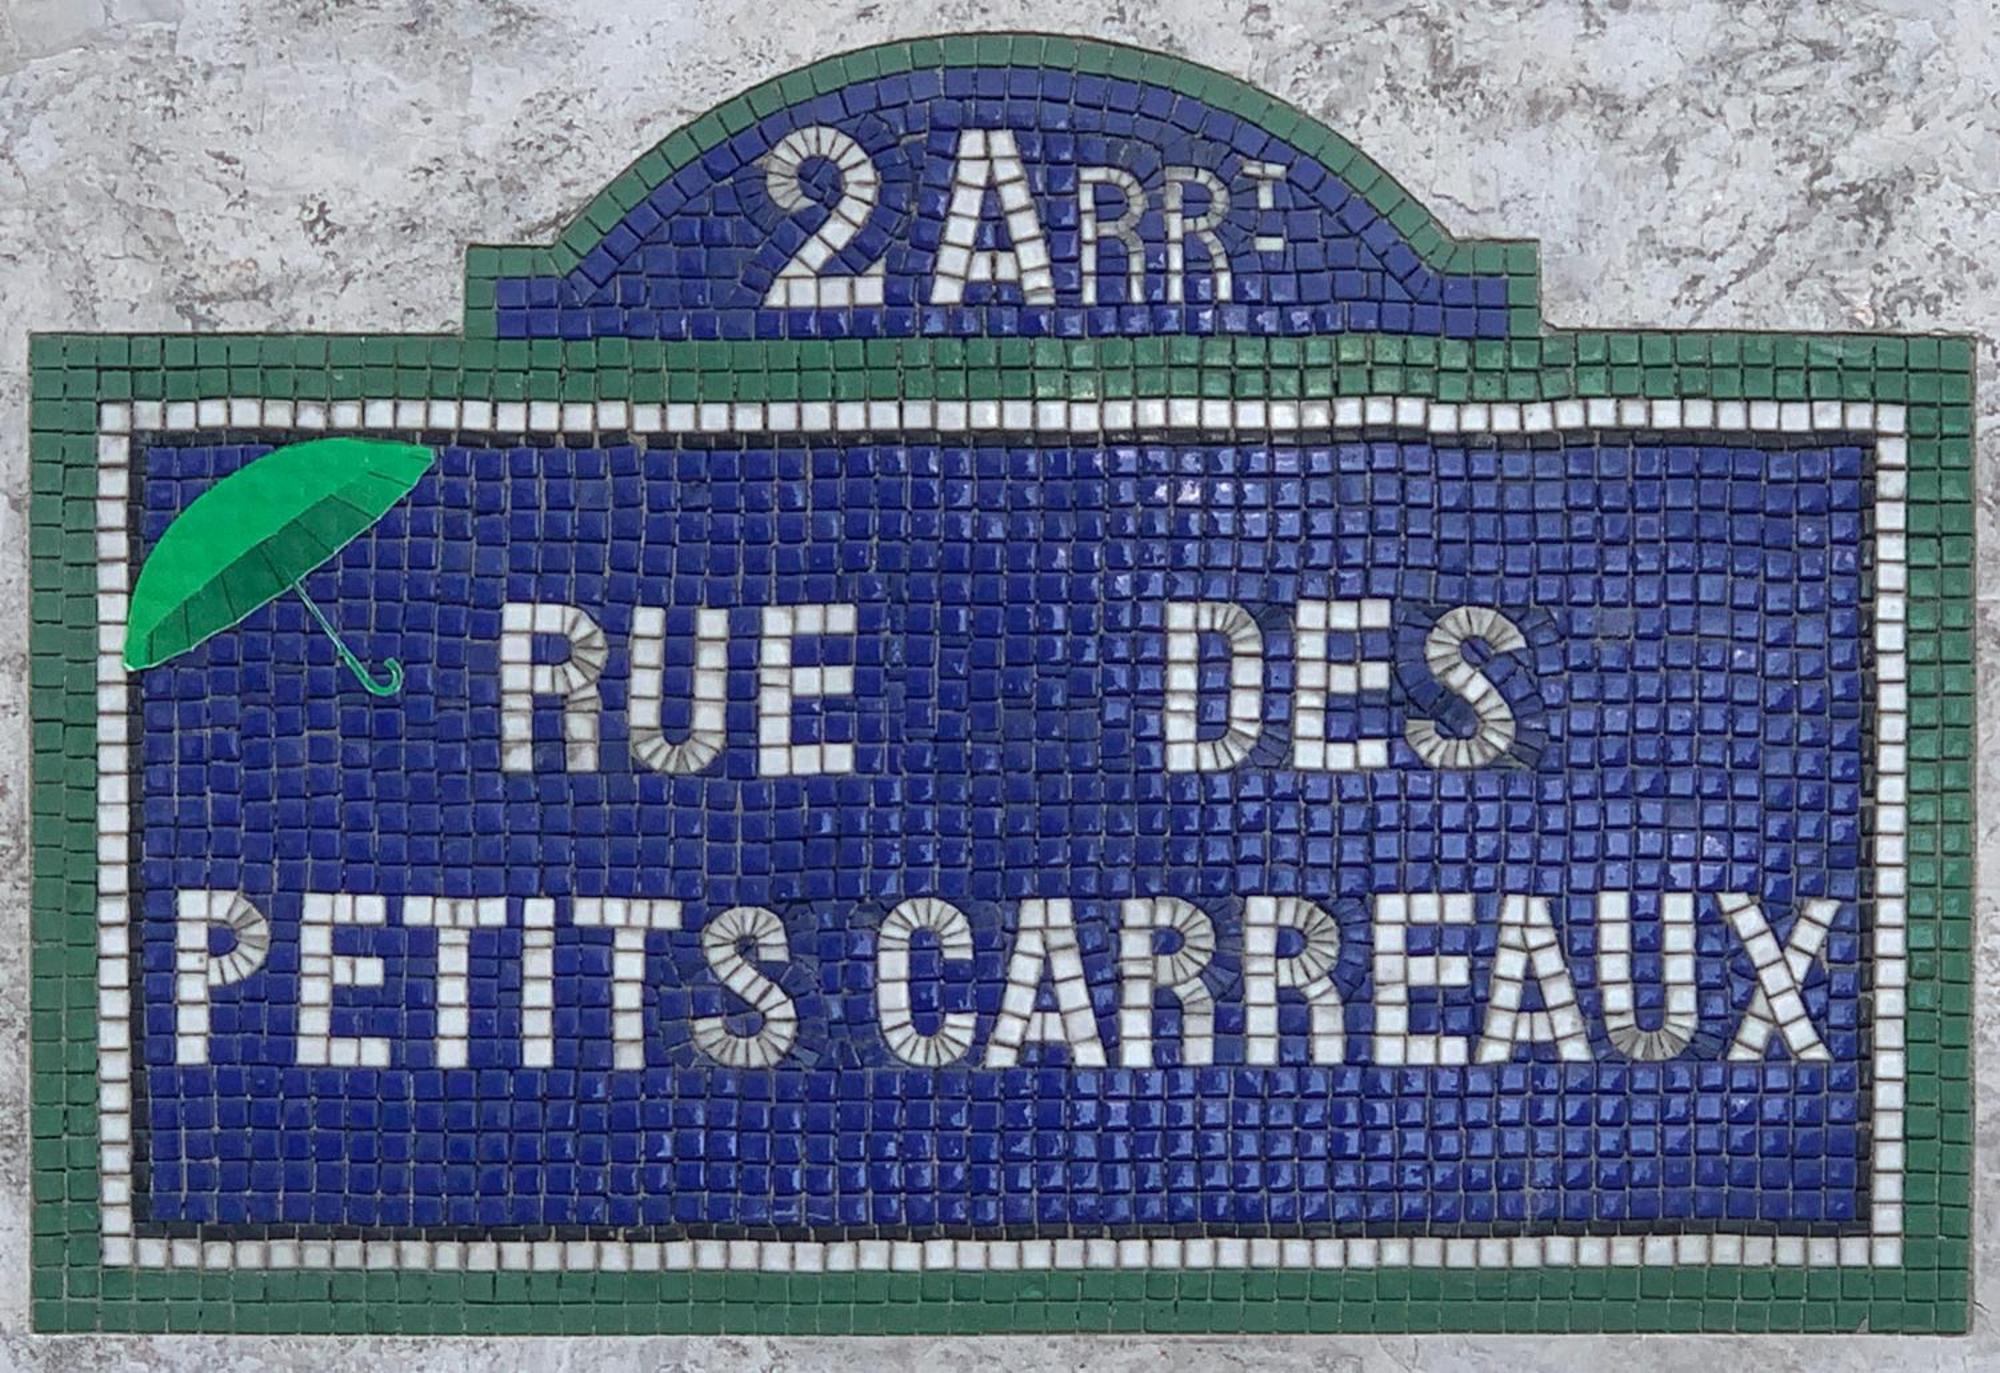 2 ARRT
RUE DES
PETITS CARREAUX